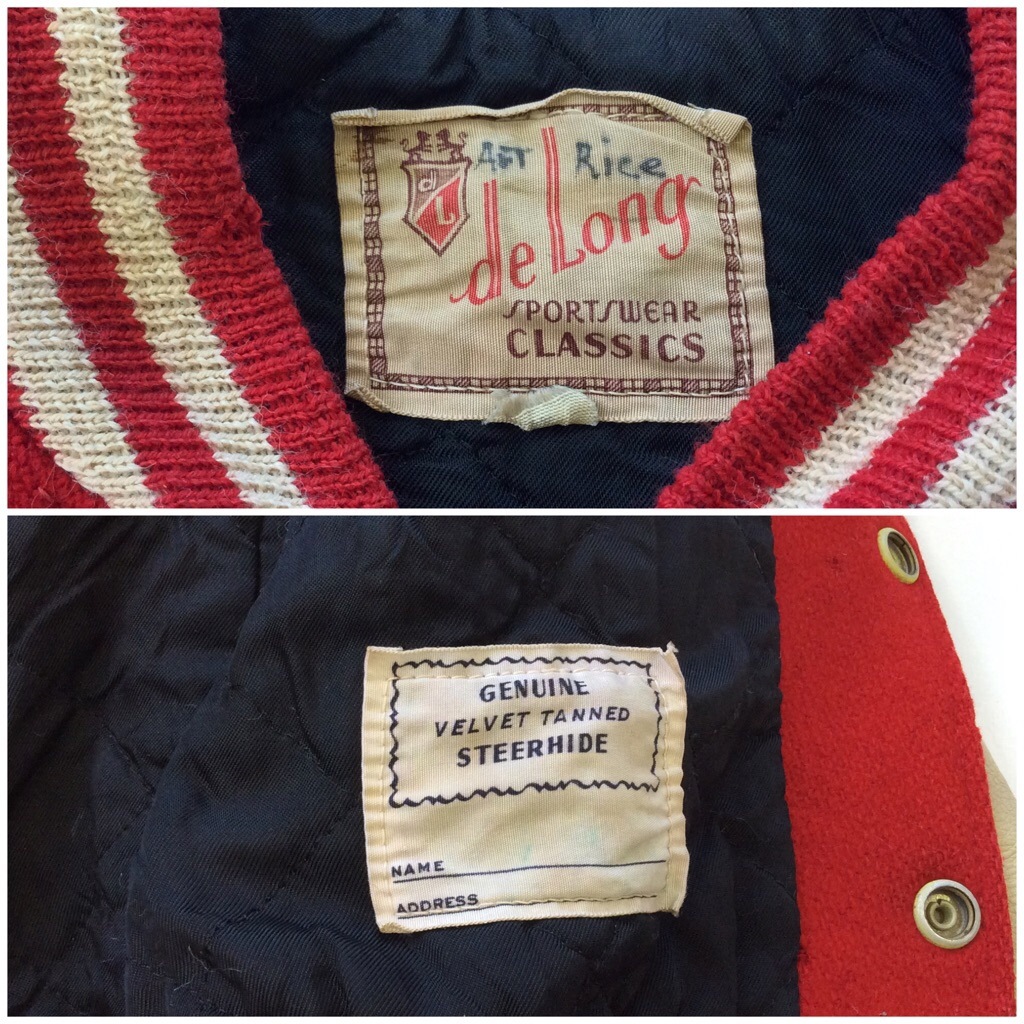 Art Rice
d L
de Long
SPORTSWEAR
CLASSICS
GENUINE
VELVET TANNED
STEERHIDE
NAME
ADDRESS